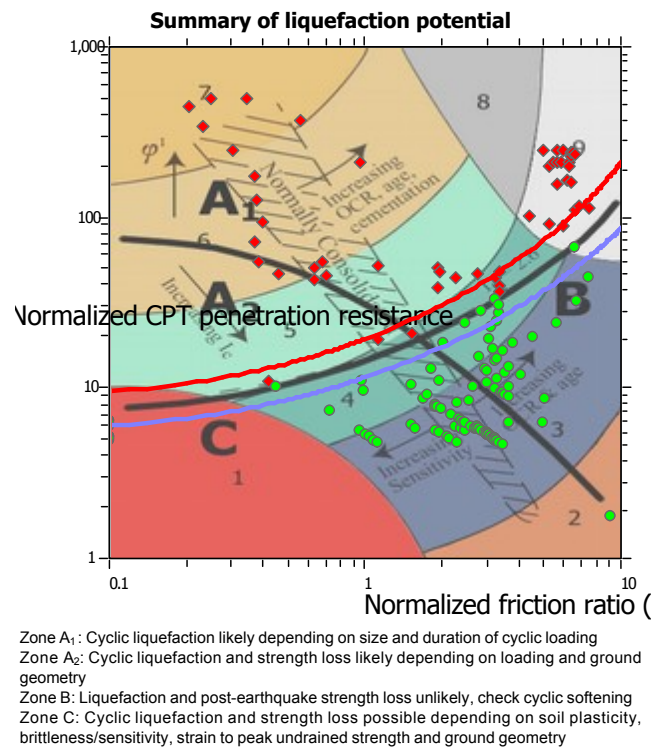 Summary of liquefaction potential
1,000
7
8
9
φ'
A1
Increasing
OCR, age,
cementation
Normally Consolid
100
6
2.6
A2
B
Normalized CPT penetration resistance
5
Increasing Ic
10
4
Increasing
OCR & age
C
3
Increasing
Sensitivity
1
2
1
0.1
1
10
Normalized friction ratio (
Zone A1: Cyclic liquefaction likely depending on size and duration of cyclic loading
Zone A2: Cyclic liquefaction and strength loss likely depending on loading and ground
geometry
Zone B: Liquefaction and post-earthquake strength loss unlikely, check cyclic softening
Zone C: Cyclic liquefaction and strength loss possible depending on soil plasticity,
brittleness/sensitivity, strain to peak undrained strength and ground geometry